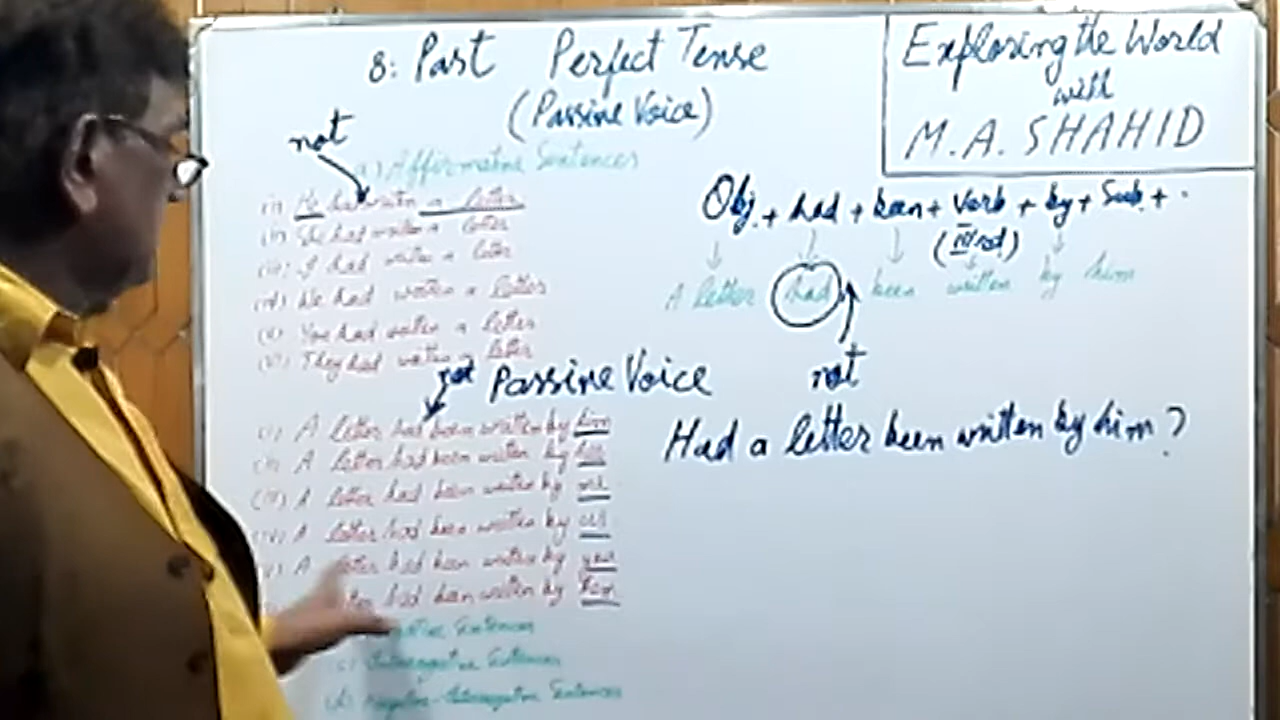 8: Past Perfect Tense
(Passive Voice)
Exploring the World
with
M.A. SHAHID
not
a) Affirmative Sentences
(i) He had written a letter
(ii) She had written a letter
(iii) I had written a letter
(iv) We had written a letter
(v) You had written a letter
(vi) They had written a letter
not
Passive Voice
(i) A letter had been written by him
(ii) A letter had been written by her
(iii) A letter had been written by me
(iv) A letter had been written by us
(v) A letter had been written by you
had been written by
Sentences
(c) Interrogative Sentences
(d) Negative-Interrogative Sentences
Obj. + had + been + Verb + by + Sub. + .
(IIIrd)
A letter had been written by him
not
Had a letter been written by him?